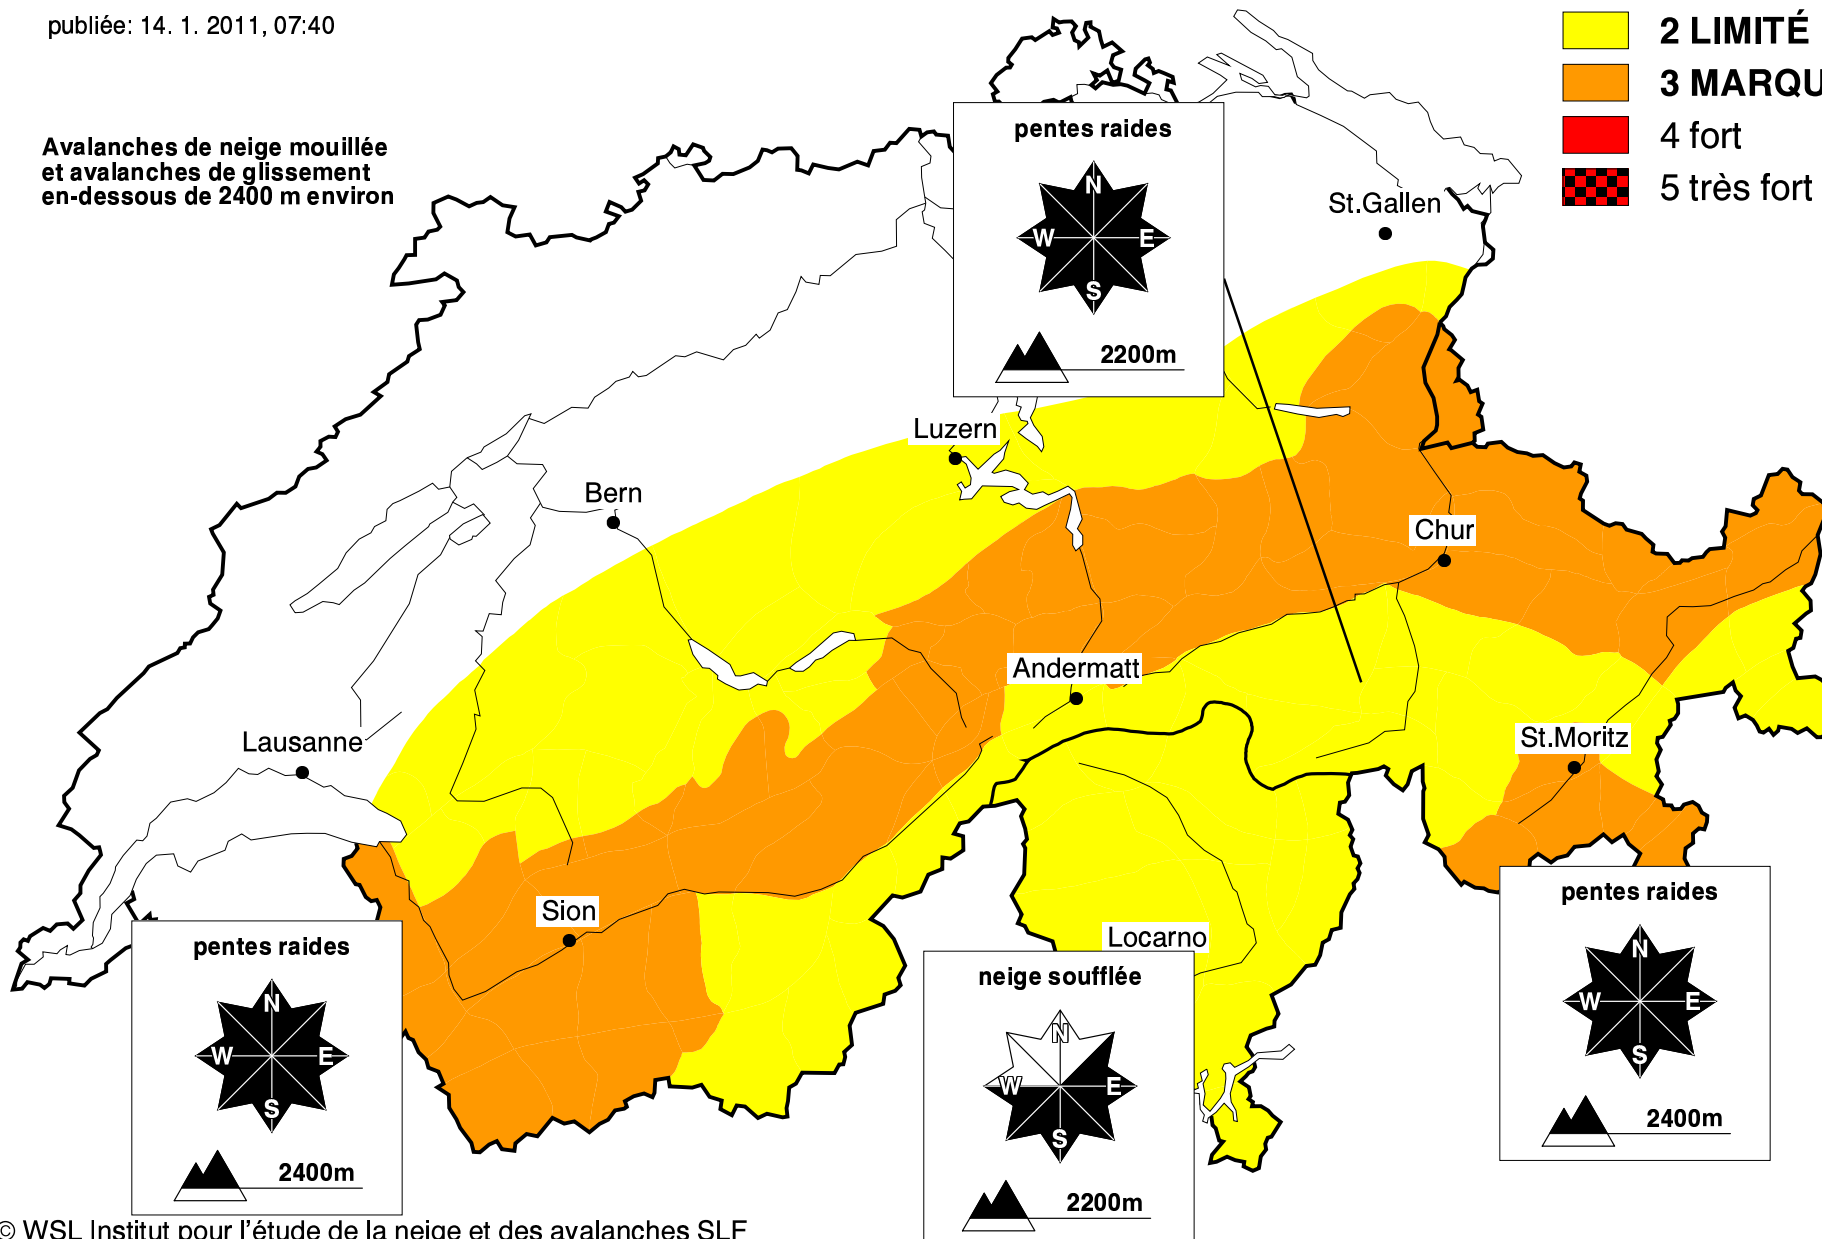 publiée: 14. 1. 2011, 07:40
2 LIMITÉ
3 MARQU
4 fort
5 très fort
Avalanches de neige mouillée
et avalanches de glissement
en-dessous de 2400 m environ
pentes raides
N
W E
S
2200m
St.Gallen
Luzern
Bern
Chur
Andermatt
Lausanne
St.Moritz
Sion
Locarno
pentes raides
N
W E
S
2400m
neige soufflée
N
W E
S
2200m
pentes raides
N
W E
S
2400m
© WSL Institut pour l'étude de la neige et des avalanches SLF